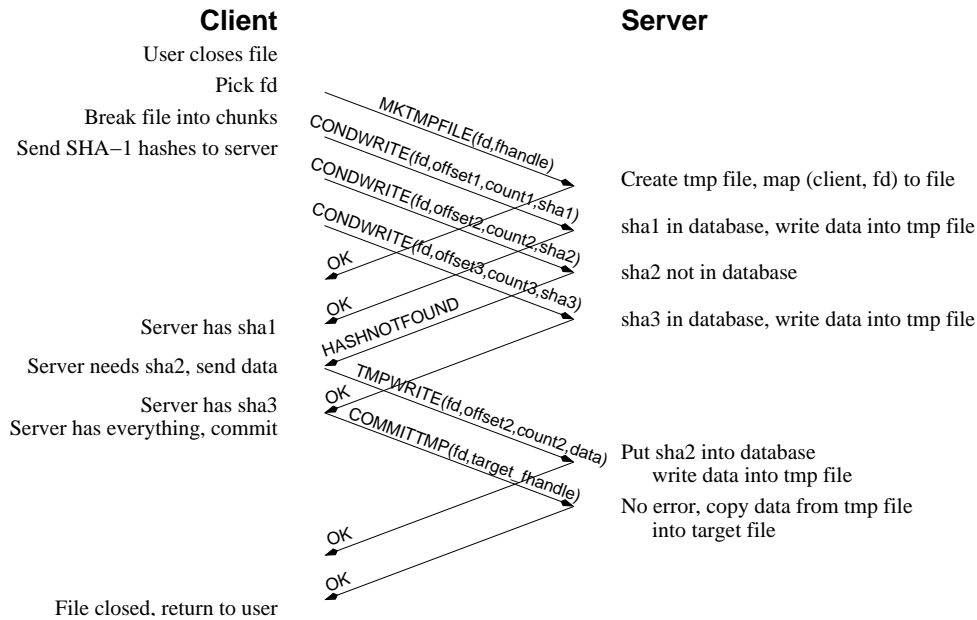 Client
Server
User closes file
Pick fd
MKTMPFILE(fd,fhandle)
Break file into chunks
CONDWRITE(fd,offset1,count1,sha1)
Send SHA−1 hashes to server
Create tmp file, map (client, fd) to file
CONDWRITE(fd,offset2,count2,sha2)
sha1 in database, write data into tmp file
CONDWRITE(fd,offset3,count3,sha3)
OK
sha2 not in database
OK
Server has sha1
sha3 in database, write data into tmp file
HASHNOTFOUND
Server needs sha2, send data
TMPWRITE(fd,offset2,count2,data)
OK
Server has sha3
Server has everything, commit
COMMITTMP(fd,target_fhandle)
Put sha2 into database
write data into tmp file
No error, copy data from tmp file
into target file
OK
OK
File closed, return to user